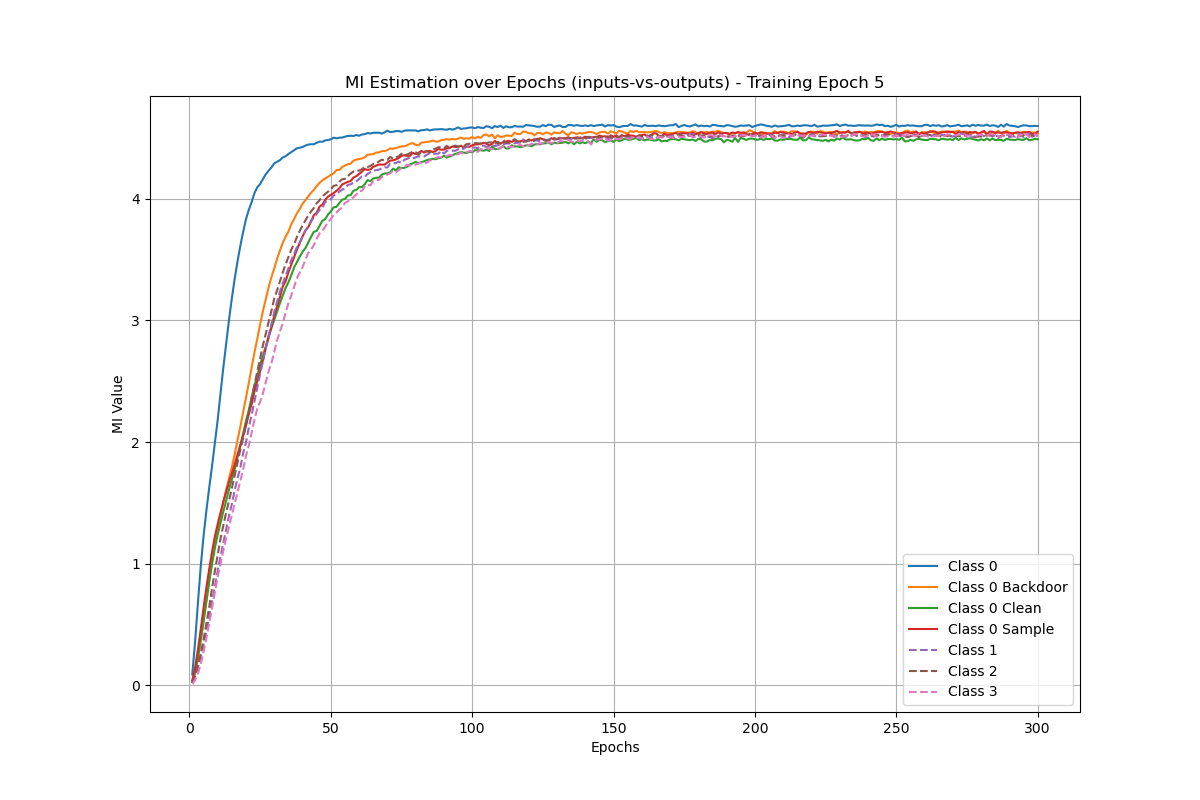 MI Estimation over Epochs (inputs-vs-outputs) - Training Epoch 5
MI Value
4
3
2
1
0
0 50 100 150 200 250 300
Epochs
Class 0
Class 0 Backdoor
Class 0 Clean
Class 0 Sample
Class 1
Class 2
Class 3